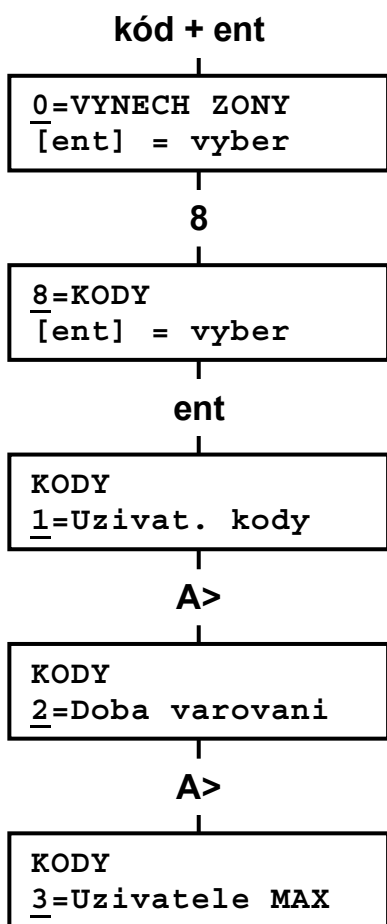 kód + ent
0=VYNECH ZONY
[ent] = vyber
8
8=KODY
[ent] = vyber
ent
KODY
1=Uzivat. kody
A>
KODY
2=Doba varovani
A>
KODY
3=Uzivatele MAX